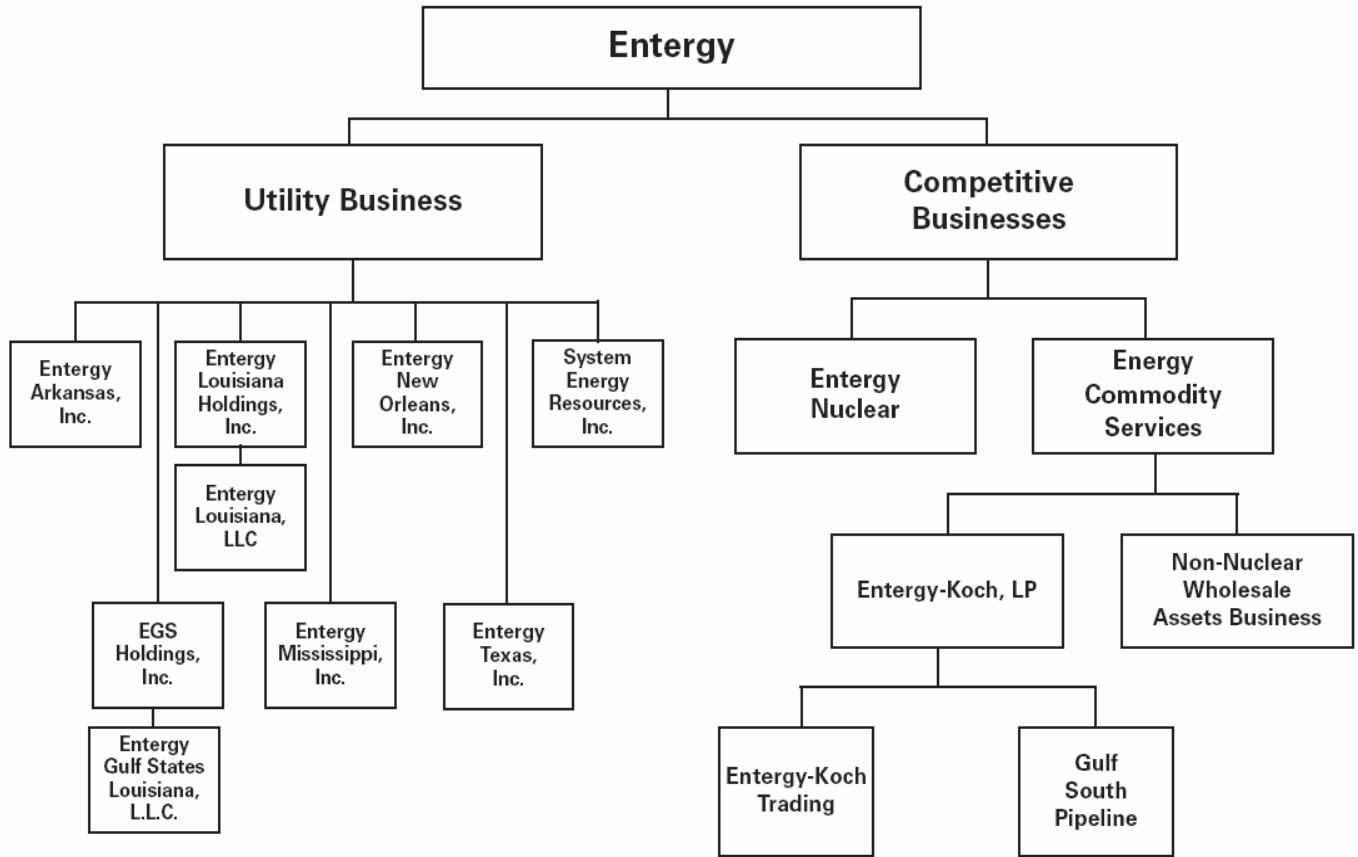 Entergy
Utility Business
Competitive
Businesses
Entergy
Arkansas,
Inc.
Entergy
Louisiana
Holdings,
Inc.
Entergy
New
Orleans,
Inc.
System
Energy
Resources,
Inc.
Entergy
Nuclear
Energy
Commodity
Services
Entergy
Louisiana,
LLC
Entergy-Koch, LP
Non-Nuclear
Wholesale
Assets Business
EGS
Holdings,
Inc.
Entergy
Mississippi,
Inc.
Entergy
Texas,
Inc.
Entergy
Gulf States
Louisiana,
L.L.C.
Entergy-Koch
Trading
Gulf
South
Pipeline